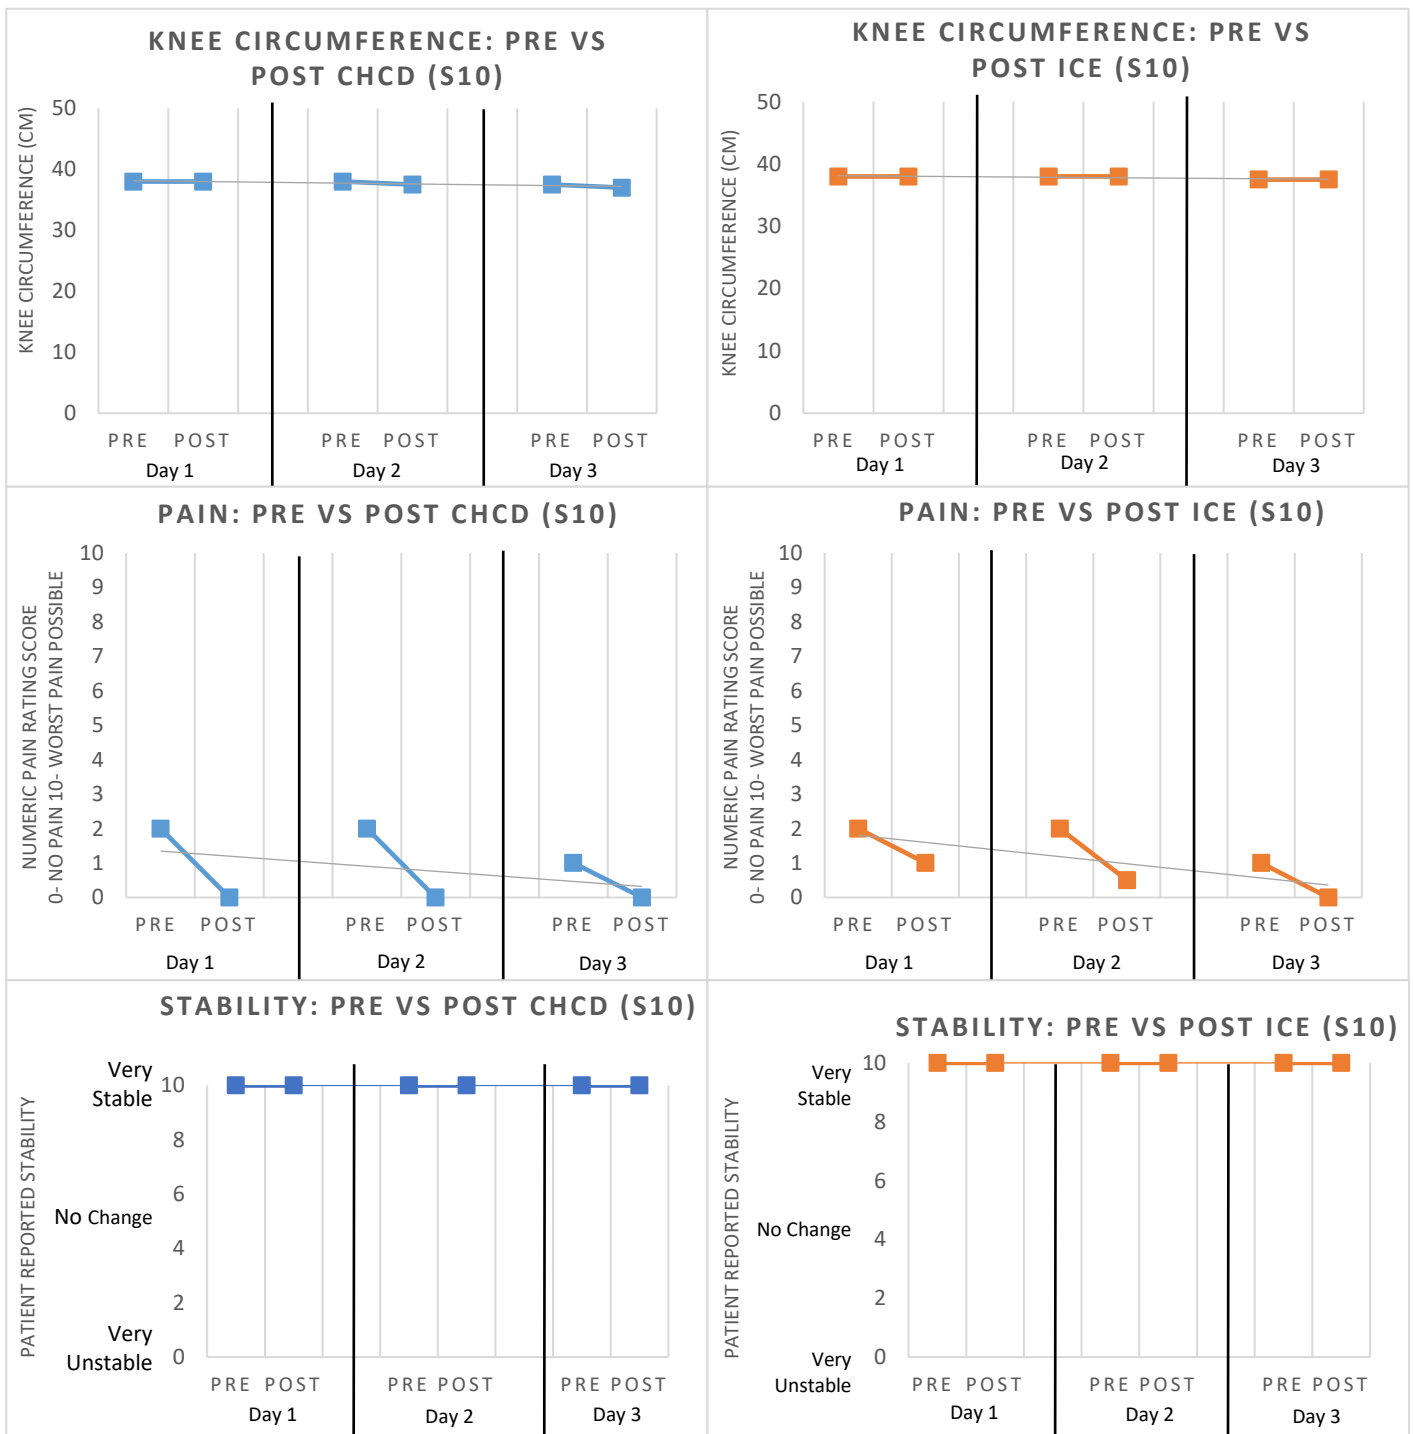 KNEE CIRCUMFERENCE: PRE VS
POST CHCD (S10)
KNEE CIRCUMFERENCE (CM)
50
40
30
20
10
0
PRE POST PRE POST PRE POST
Day 1 Day 2 Day 3
KNEE CIRCUMFERENCE: PRE VS
POST ICE (S10)
KNEE CIRCUMFERENCE (CM)
50
40
30
20
10
0
PRE POST PRE POST PRE POST
Day 1 Day 2 Day 3
PAIN: PRE VS POST CHCD (S10)
NUMERIC PAIN RATING SCORE
0- NO PAIN 10- WORST PAIN POSSIBLE
10
9
8
7
6
5
4
3
2
1
0
PRE POST PRE POST PRE POST
Day 1 Day 2 Day 3
PAIN: PRE VS POST ICE (S10)
NUMERIC PAIN RATING SCORE
0- NO PAIN 10- WORST PAIN POSSIBLE
10
9
8
7
6
5
4
3
2
1
0
PRE POST PRE POST PRE POST
Day 1 Day 2 Day 3
STABILITY: PRE VS POST CHCD (S10)
PATIENT REPORTED STABILITY
Very
Stable
No Change
Very
Unstable
10
8
6
4
2
0
PRE POST PRE POST PRE POST
Day 1 Day 2 Day 3
STABILITY: PRE VS POST ICE (S10)
PATIENT REPORTED STABILITY
Very
Stable
No Change
Very
Unstable
10
8
6
4
2
0
PRE POST PRE POST PRE POST
Day 1 Day 2 Day 3